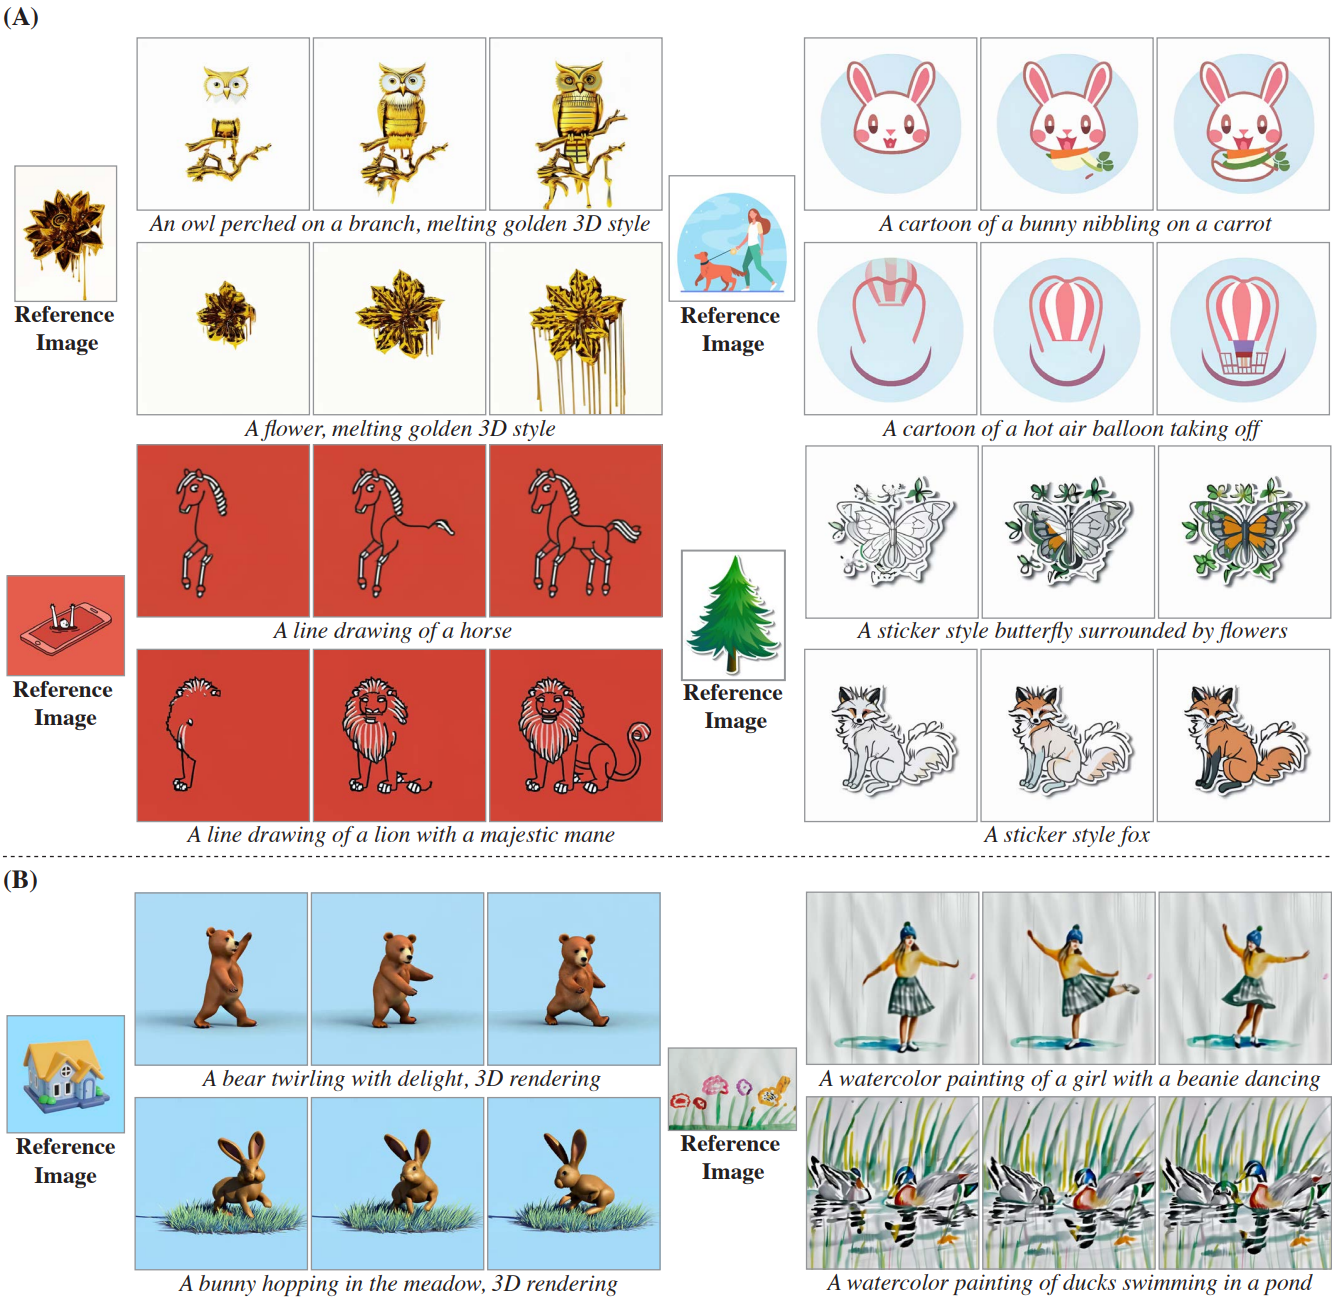 (A)
An owl perched on a branch, melting golden 3D style
A cartoon of a bunny nibbling on a carrot
Reference
Image
Reference
Image
A flower, melting golden 3D style
A cartoon of a hot air balloon taking off
A line drawing of a horse
A sticker style butterfly surrounded by flowers
Reference
Image
Reference
Image
A line drawing of a lion with a majestic mane
A sticker style fox
(B)
A bear twirling with delight, 3D rendering
A watercolor painting of a girl with a beanie dancing
Reference
Image
Reference
Image
A bunny hopping in the meadow, 3D rendering
A watercolor painting of ducks swimming in a pond